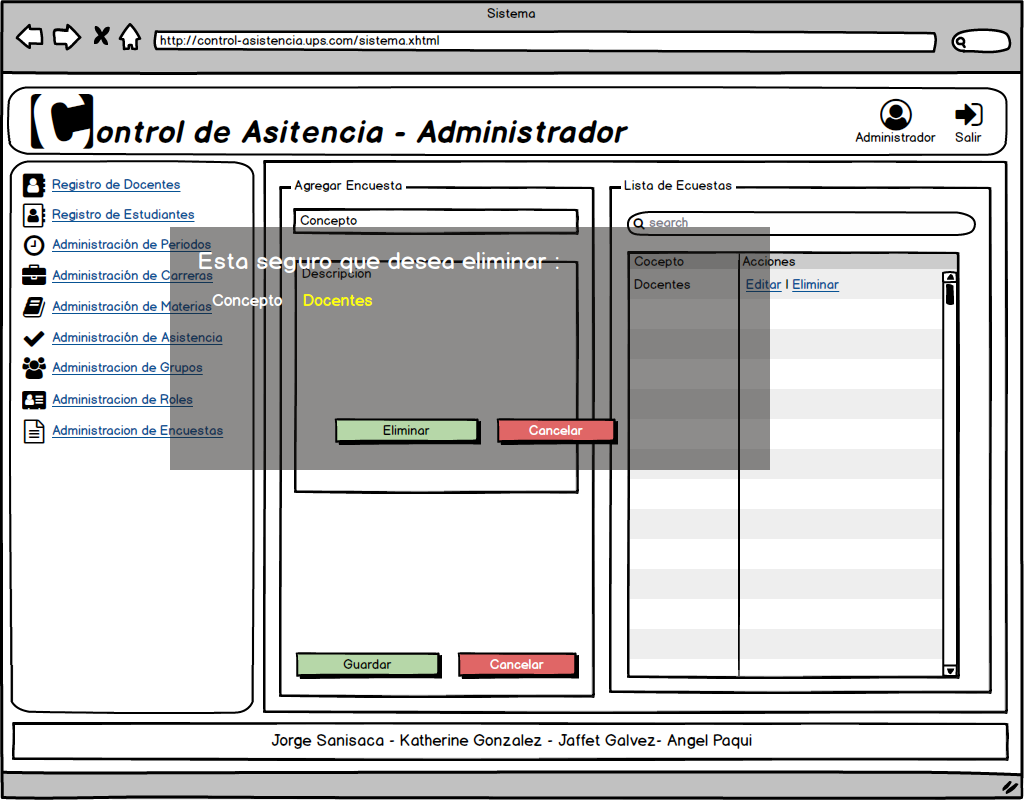 Sistema
http://control-asistencia.ups.com/sistema.xhtml
Control de Asitencia - Administrador
Administrador
Salir
Registro de Docentes
Registro de Estudiantes
Administración de Periodos
Administración de Carreras
Administración de Materias
Administración de Asistencia
Administracion de Grupos
Administracion de Roles
Administracion de Encuestas
Agregar Encuesta
Concepto
Descripcion
Esta seguro que desea eliminar :
Concepto Docentes
Eliminar Cancelar
Guardar Cancelar
Lista de Ecuestas
search
Cocepto Acciones
Docentes Editar | Eliminar
Jorge Sanisaca - Katherine Gonzalez - Jaffet Galvez- Angel Paqui